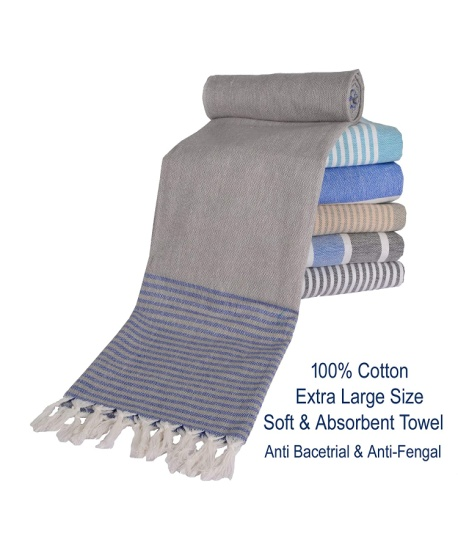 100% Cotton
Extra Large Size
Soft & Absorbent Towel
Anti Bacetrial & Anti-Fengal